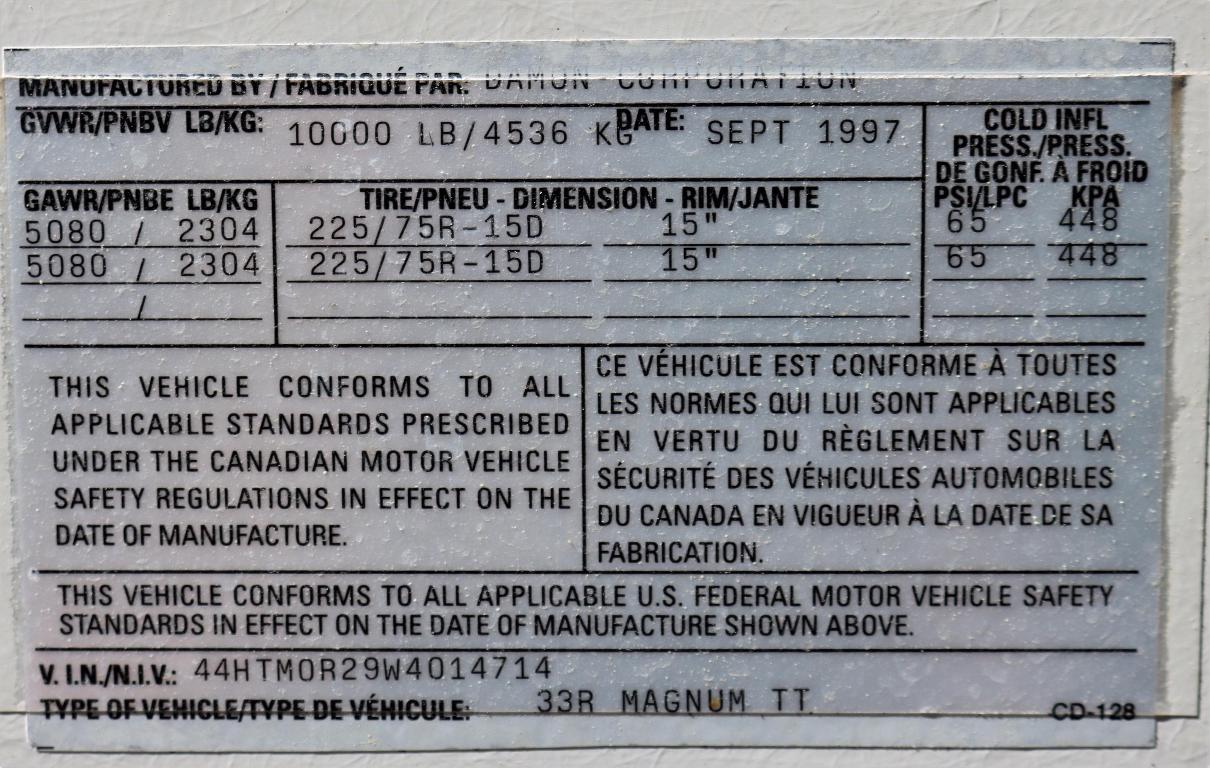 MANUFACTURED BY / FABRIQUÉ PAR: DAMON CORPORATION
GVWR/PNBV LB/KG: 10000 LB/4536 KG DATE: SEPT 1997
COLD INFL
PRESS./PRESS.
DE GONF. À FROID
PSI/LPC KPA
GAWR/PNBE LB/KG TIRE/PNEU - DIMENSION - RIM/JANTE
5080 / 2304 225/75R-15D 15" 65 448
5080 / 2304 225/75R-15D 15" 65 448
/
THIS VEHICLE CONFORMS TO ALL
APPLICABLE STANDARDS PRESCRIBED
UNDER THE CANADIAN MOTOR VEHICLE
SAFETY REGULATIONS IN EFFECT ON THE
DATE OF MANUFACTURE.
CE VÉHICULE EST CONFORME À TOUTES
LES NORMES QUI LUI SONT APPLICABLES
EN VERTU DU RÈGLEMENT SUR LA
SÉCURITÉ DES VÉHICULES AUTOMOBILES
DU CANADA EN VIGUEUR À LA DATE DE SA
FABRICATION.
THIS VEHICLE CONFORMS TO ALL APPLICABLE U.S. FEDERAL MOTOR VEHICLE SAFETY
STANDARDS IN EFFECT ON THE DATE OF MANUFACTURE SHOWN ABOVE.
V. I.N./N.I.V.: 44HTM0R29W4014714
TYPE OF VEHICLE/TYPE DE VÉHICULE: 33R MAGNUM TT
CD-128